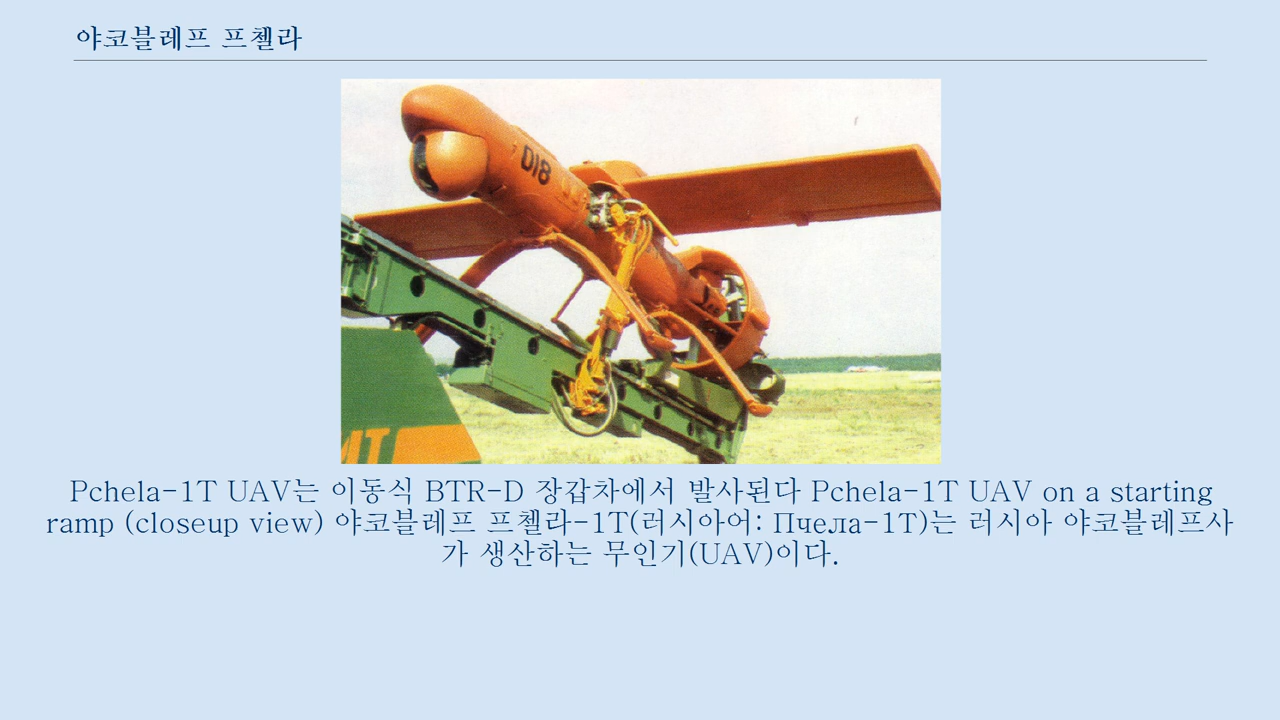 야코블레프 프첼라
D18
MT
Pchela-1T UAV는 이동식 BTR-D 장갑차에서 발사된다 Pchela-1T UAV on a starting
ramp (closeup view) 야코블레프 프첼라-1T(러시아어: Пчела-1T)는 러시아 야코블레프사
가 생산하는 무인기(UAV)이다.